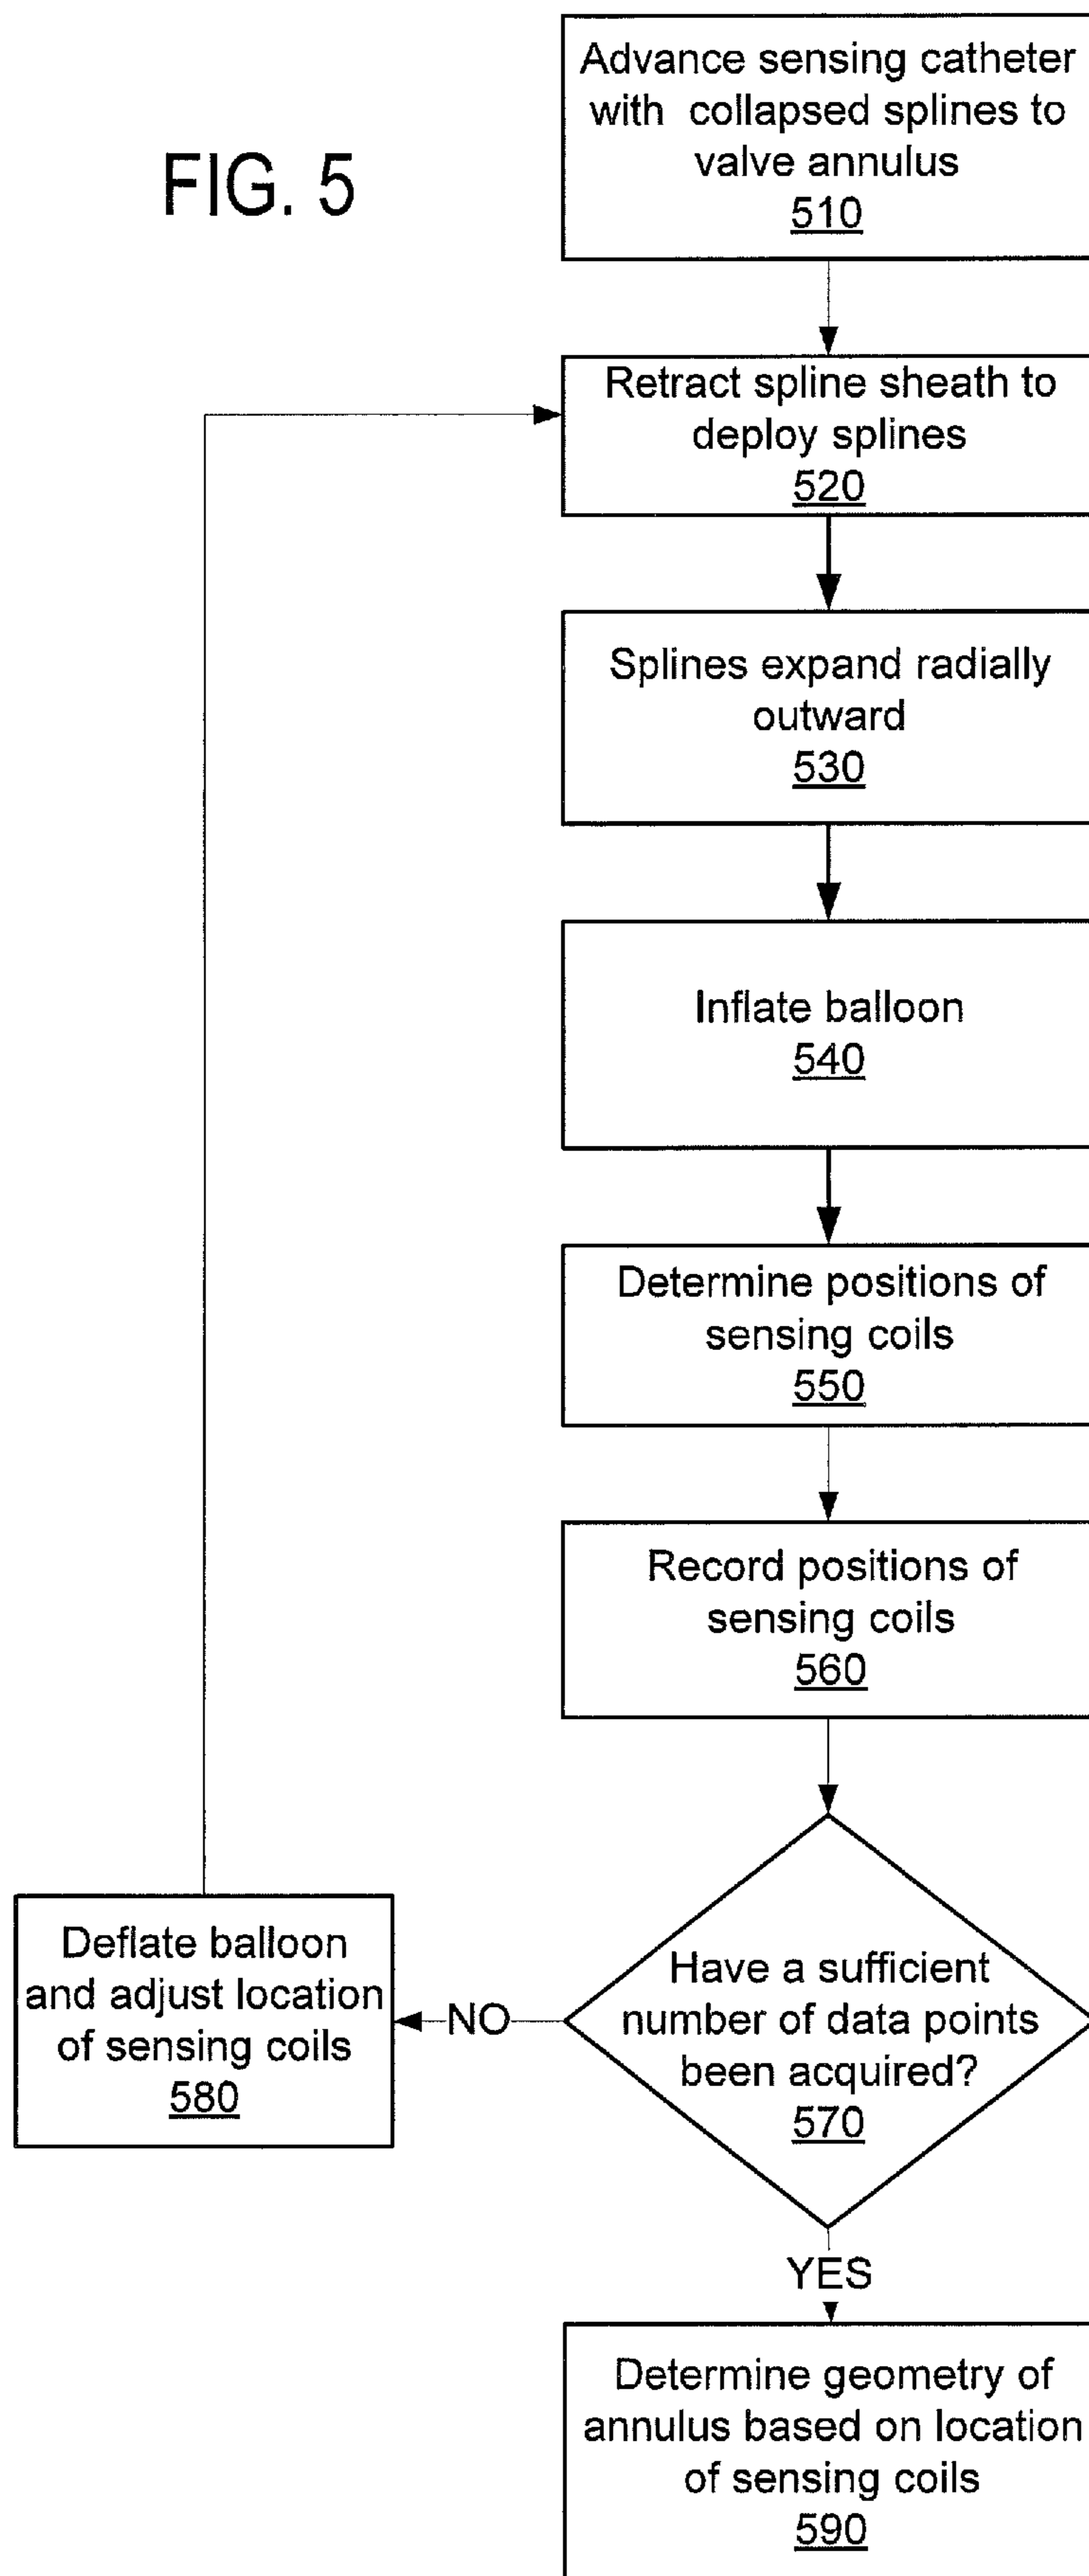 FIG. 5
Advance sensing catheter
with collapsed splines to
valve annulus
510
Retract spline sheath to
deploy splines
520
Splines expand radially
outward
530
Inflate balloon
540
Determine positions of
sensing coils
550
Record positions of
sensing coils
560
Have a sufficient
number of data points
been acquired?
570
NO
Deflate balloon
and adjust location
of sensing coils
580
YES
Determine geometry of
annulus based on location
of sensing coils
590